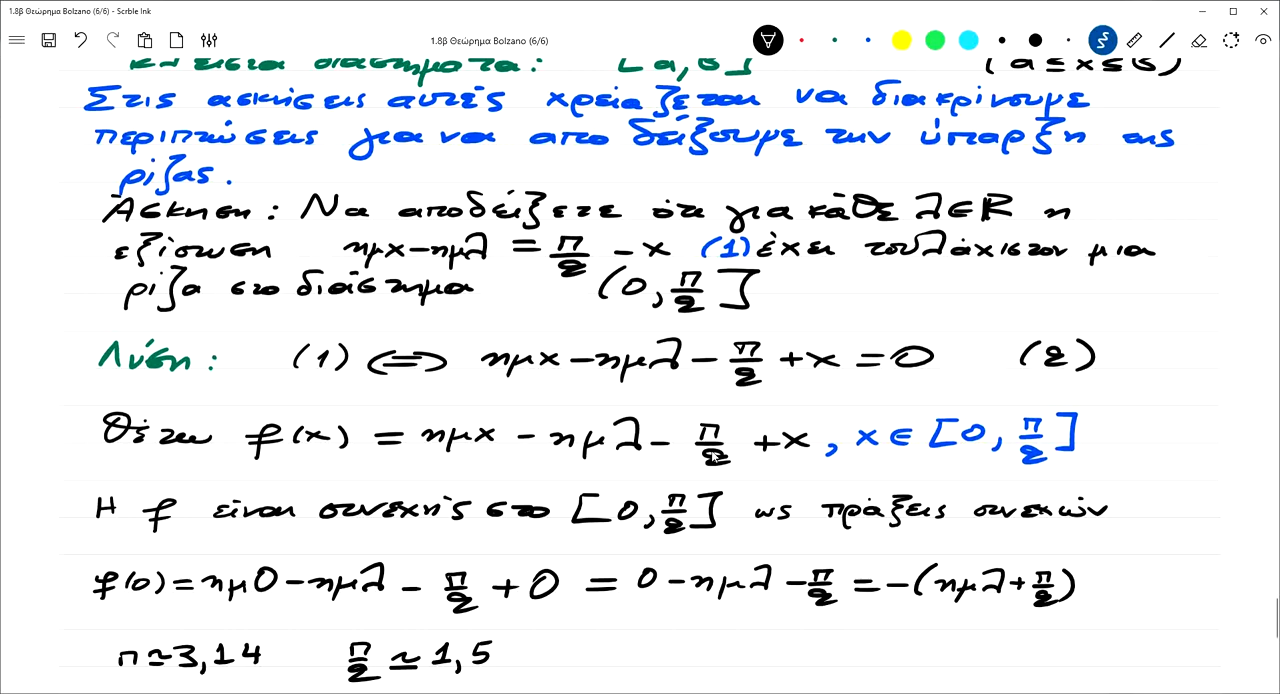 1.8β Θεώρημα Bolzano (6/6) - Scrble Ink
1.8β Θεώρημα Bolzano (6/6)
κλειστα διαστηματα: [α,β] (α≤x≤β)
Στις ασκήσεις αυτές χρειάζεται να διακρίνουμε
περιπτώσεις για να αποδείξουμε την ύπαρξη της
ρίζας.
Άσκηση: Να αποδείξετε ότι για κάθε λ∈ℝ η
εξίσωση ημx-ημλ = π/2 - x (1) έχει τουλάχιστον μια
ρίζα στο διάστημα (0, π/2]
Λύση: (1) ⟺ ημx-ημλ- π/2 +x =0 (2)
Θέτω f(x) = ημx - ημλ- π/2 +x , x∈[0, π/2]
Η f είναι συνεχής στο [0, π/2] ως πράξεις συνεχών
f(0)=ημ0-ημλ - π/2 + 0 = 0-ημλ - π/2 = -(ημλ+ π/2)
π≃3,14 π/2 ≃ 1,5